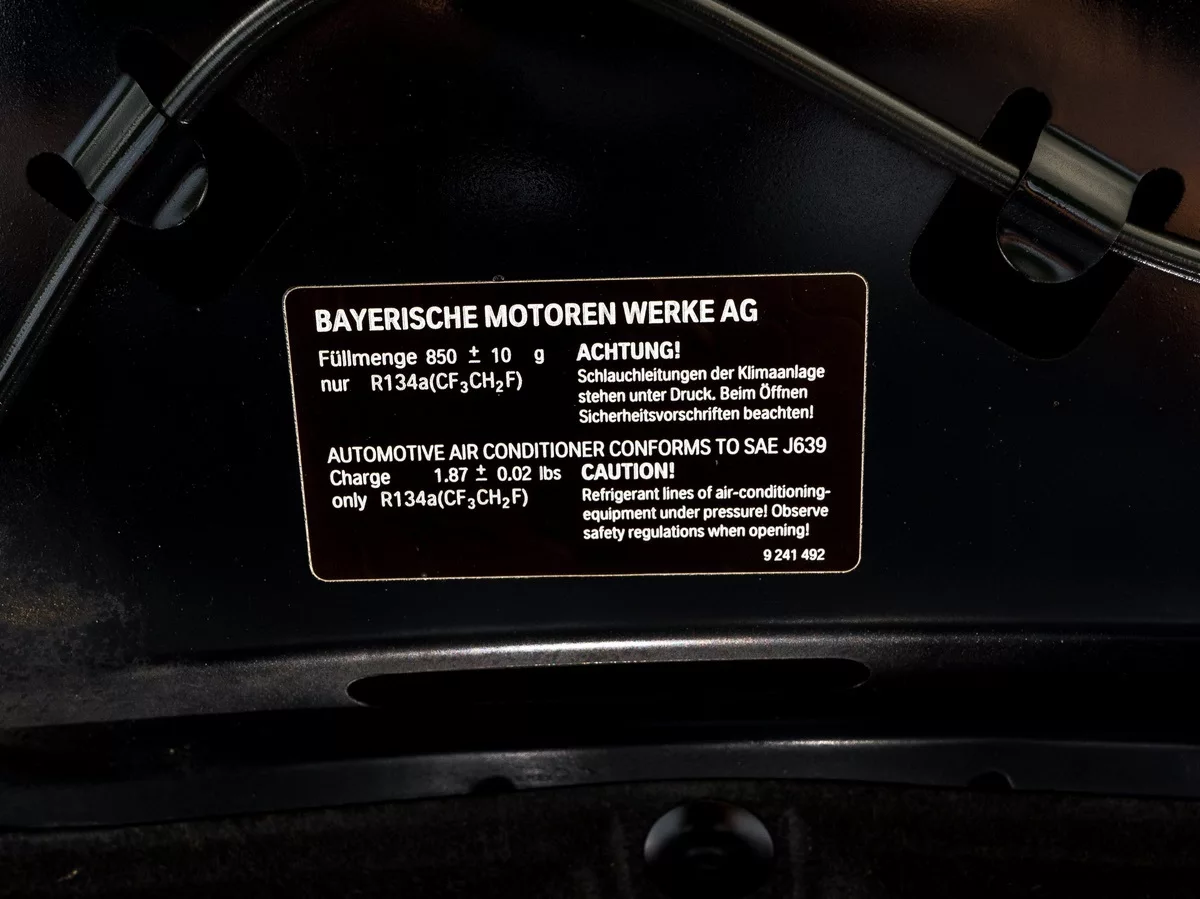 BAYERISCHE MOTOREN WERKE AG
Füllmenge 850 ± 10 g
nur R134a(CF₃CH₂F)
ACHTUNG!
Schlauchleitungen der Klimaanlage
stehen unter Druck. Beim Öffnen
Sicherheitsvorschriften beachten!
AUTOMOTIVE AIR CONDITIONER CONFORMS TO SAE J639
Charge 1.87 ± 0.02 lbs
only R134a(CF₃CH₂F)
CAUTION!
Refrigerant lines of air-conditioning-
equipment under pressure! Observe
safety regulations when opening!
9 241 492